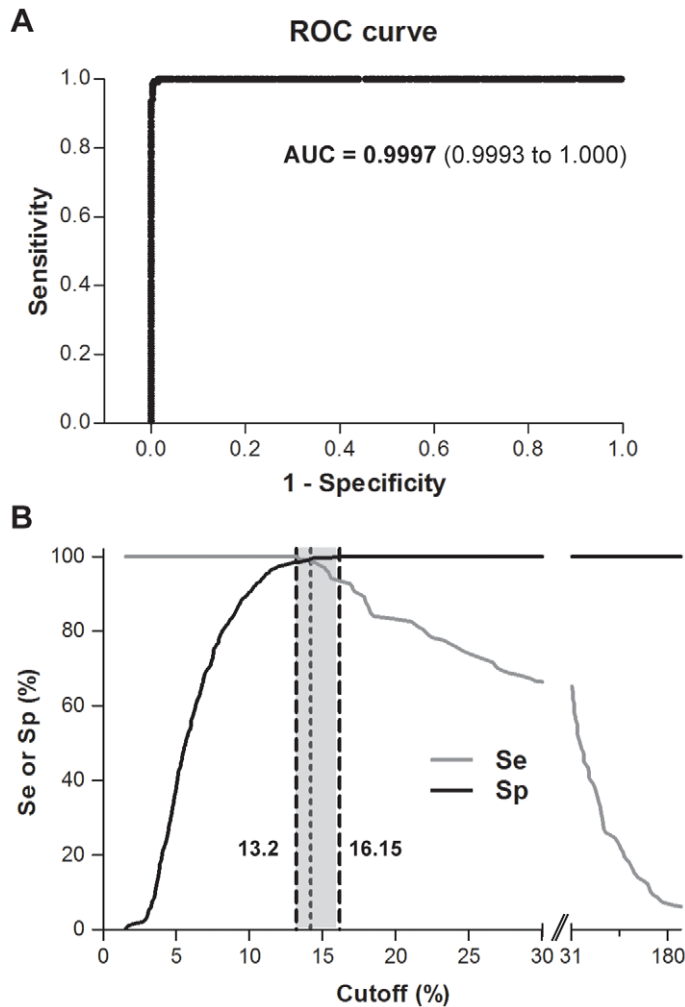 A
ROC curve
1.0
0.8
0.6
0.4
0.2
0.0
Sensitivity
AUC = 0.9997 (0.9993 to 1.000)
0.0 0.2 0.4 0.6 0.8 1.0
1 - Specificity
B
100
80
60
40
20
0
Se or Sp (%)
Se
Sp
13.2 16.15
0 5 10 15 20 25 30 31 180
Cutoff (%)